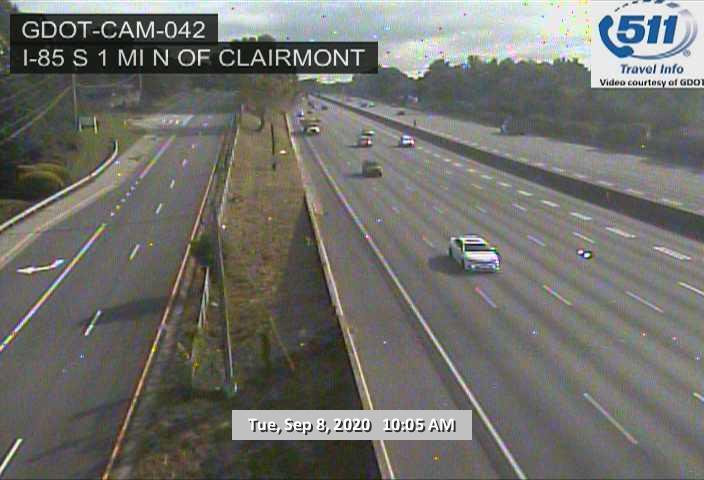 GDOT-CAM-042
I-85 S 1 MI N OF CLAIRMONT
511
Travel Info
Video courtesy of GDOT
Tue, Sep 8, 2020 10:05 AM